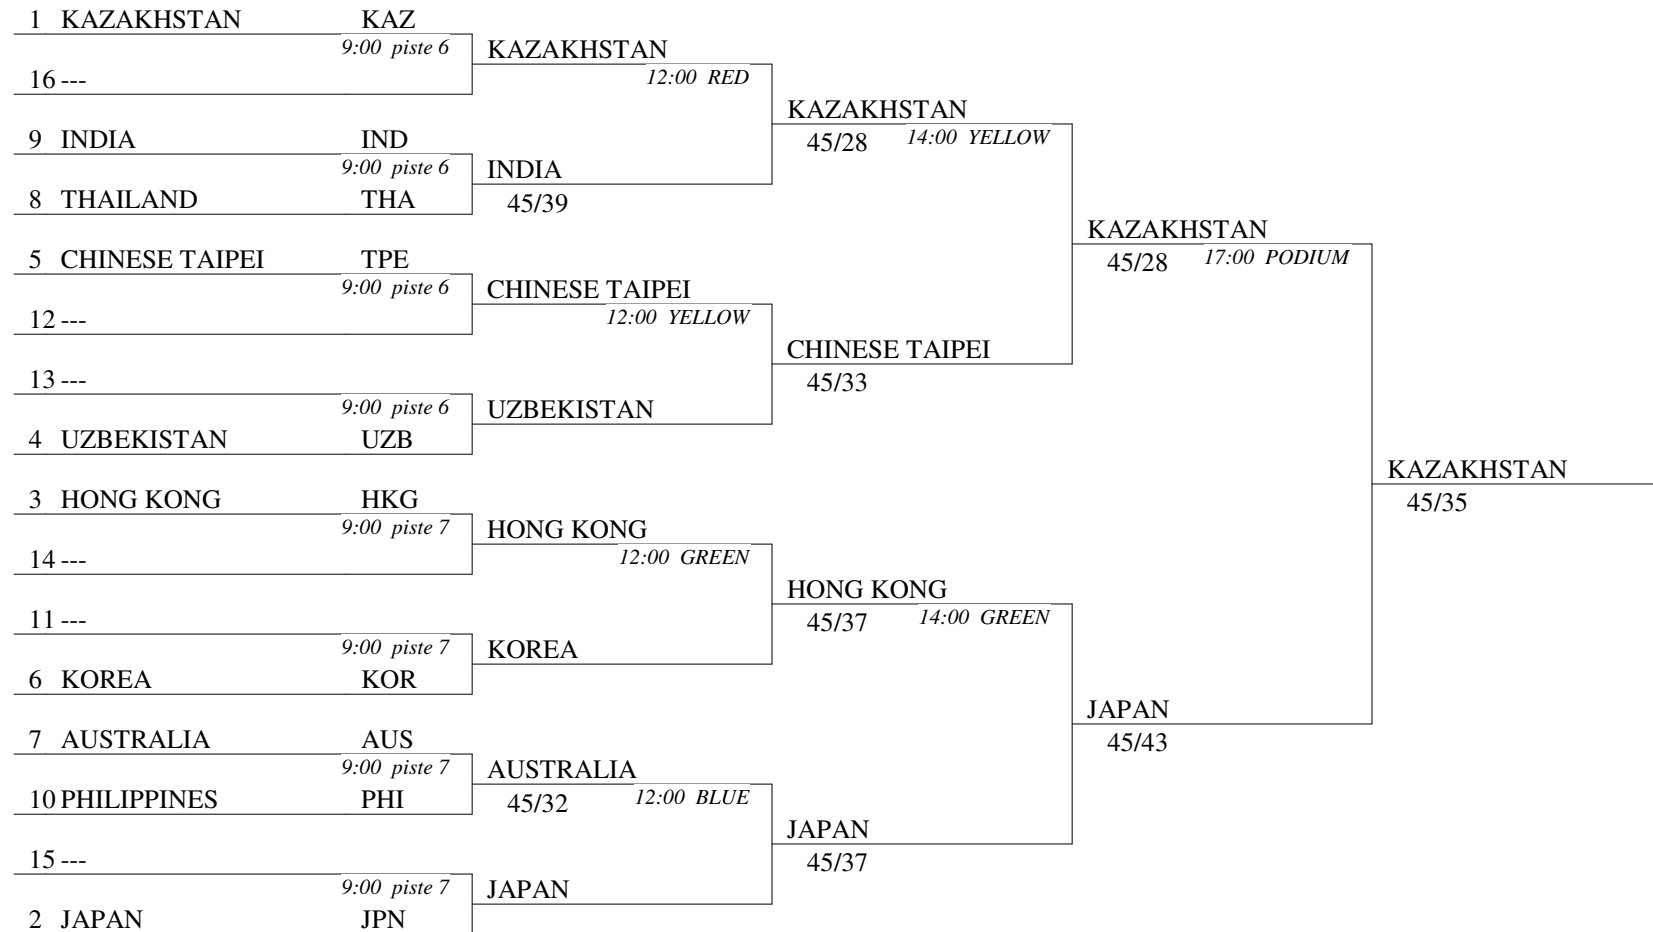 1 KAZAKHSTAN KAZ
9:00 piste 6
KAZAKHSTAN
12:00 RED
16 ---
KAZAKHSTAN
45/28 14:00 YELLOW
9 INDIA IND
9:00 piste 6
INDIA
45/39
8 THAILAND THA
KAZAKHSTAN
45/28 17:00 PODIUM
5 CHINESE TAIPEI TPE
9:00 piste 6
CHINESE TAIPEI
12:00 YELLOW
12 ---
CHINESE TAIPEI
45/33
13 ---
9:00 piste 6
UZBEKISTAN
4 UZBEKISTAN UZB
KAZAKHSTAN
45/35
3 HONG KONG HKG
9:00 piste 7
HONG KONG
12:00 GREEN
14 ---
HONG KONG
45/37 14:00 GREEN
11 ---
9:00 piste 7
KOREA
6 KOREA KOR
JAPAN
45/43
7 AUSTRALIA AUS
9:00 piste 7
AUSTRALIA
45/32 12:00 BLUE
10 PHILIPPINES PHI
JAPAN
45/37
15 ---
9:00 piste 7
JAPAN
2 JAPAN JPN